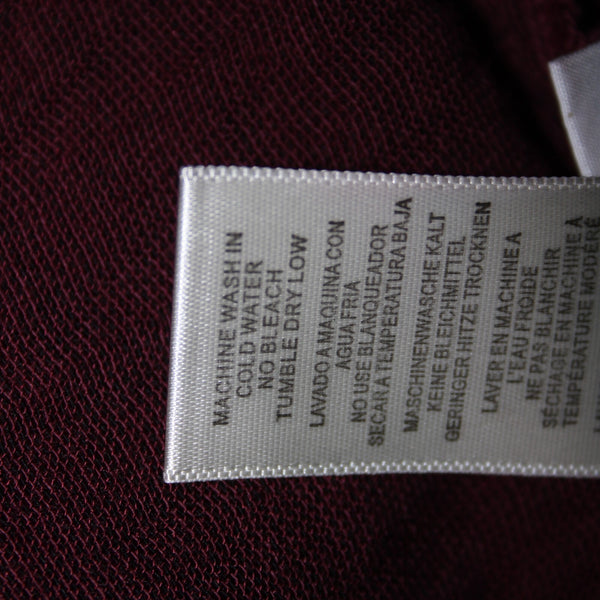 MACHINE WASH IN
COLD WATER
NO BLEACH
TUMBLE DRY LOW
LAVADO A MAQUINA CON
AGUA FRIA
NO USE BLANQUEADOR
SECAR A TEMPERATURA BAJA
MASCHINENWASCHE KALT
KEINE BLEICHMITTEL
GERINGER HITZE TROCKNEN
LAVER EN MACHINE A
L'EAU FROIDE
NE PAS BLANCHIR
SÉCHAGE EN MACHINE A
TEMPÉRATURE MODÉRÉ